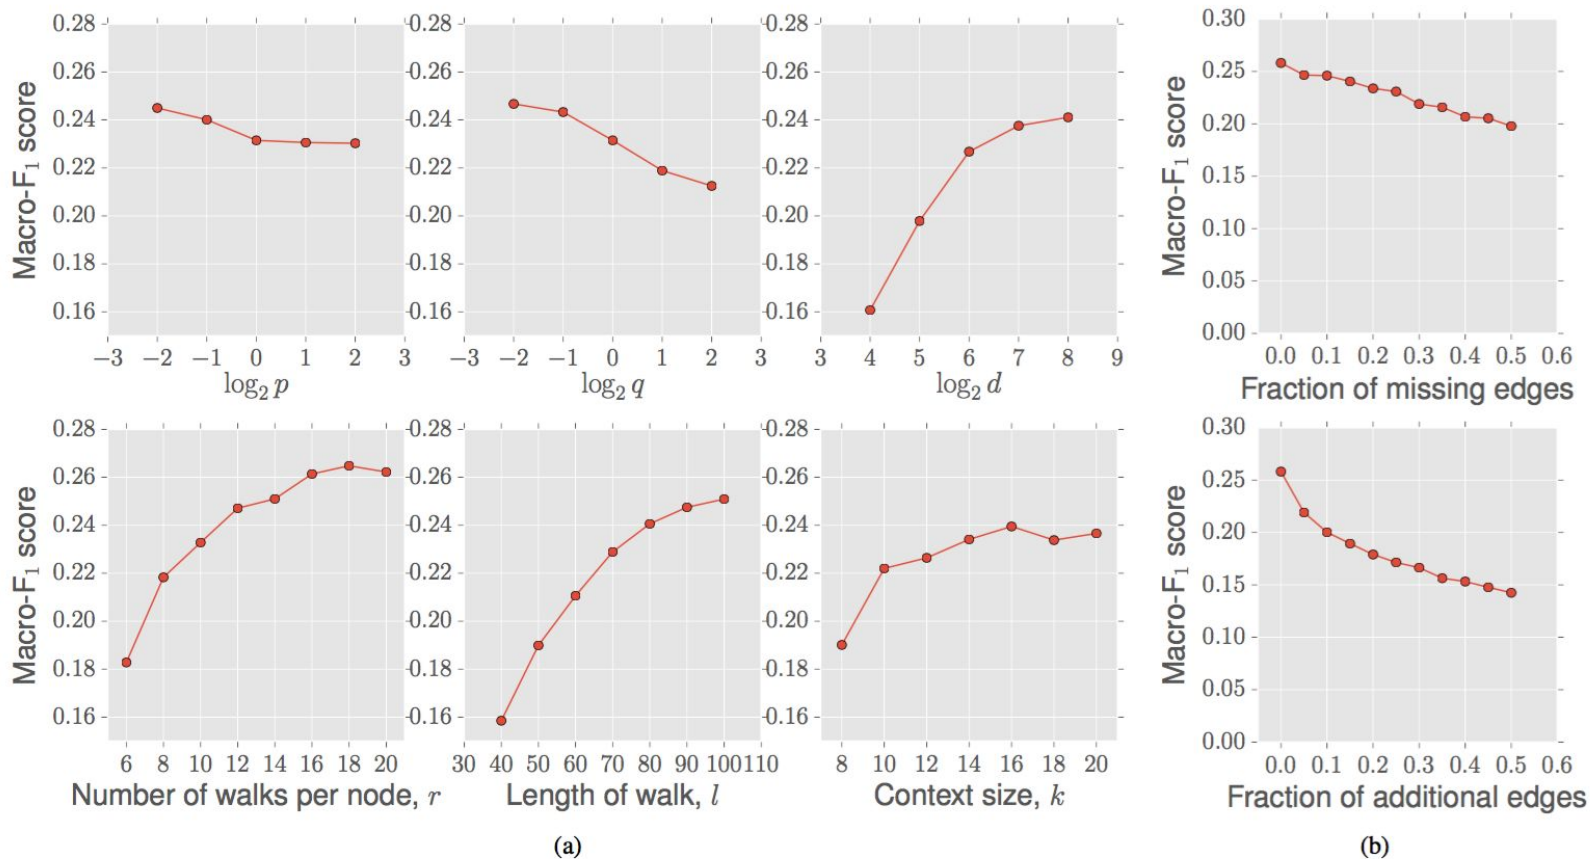 0.28
0.26
0.24
0.22
0.20
0.18
0.16
Macro-F₁ score
−3 −2 −1 0 1 2 3
log₂ p
0.28
0.26
0.24
0.22
0.20
0.18
0.16
−3 −2 −1 0 1 2 3
log₂ q
0.28
0.26
0.24
0.22
0.20
0.18
0.16
3 4 5 6 7 8 9
log₂ d
0.30
0.25
0.20
0.15
0.10
0.05
0.00
Macro-F₁ score
0.0 0.1 0.2 0.3 0.4 0.5 0.6
Fraction of missing edges
0.28
0.26
0.24
0.22
0.20
0.18
0.16
Macro-F₁ score
6 8 10 12 14 16 18 20
Number of walks per node, r
0.28
0.26
0.24
0.22
0.20
0.18
0.16
30 40 50 60 70 80 90 100 110
Length of walk, l
0.28
0.26
0.24
0.22
0.20
0.18
0.16
8 10 12 14 16 18 20
Context size, k
0.30
0.25
0.20
0.15
0.10
0.05
0.00
Macro-F₁ score
0.0 0.1 0.2 0.3 0.4 0.5 0.6
Fraction of additional edges
(a)
(b)